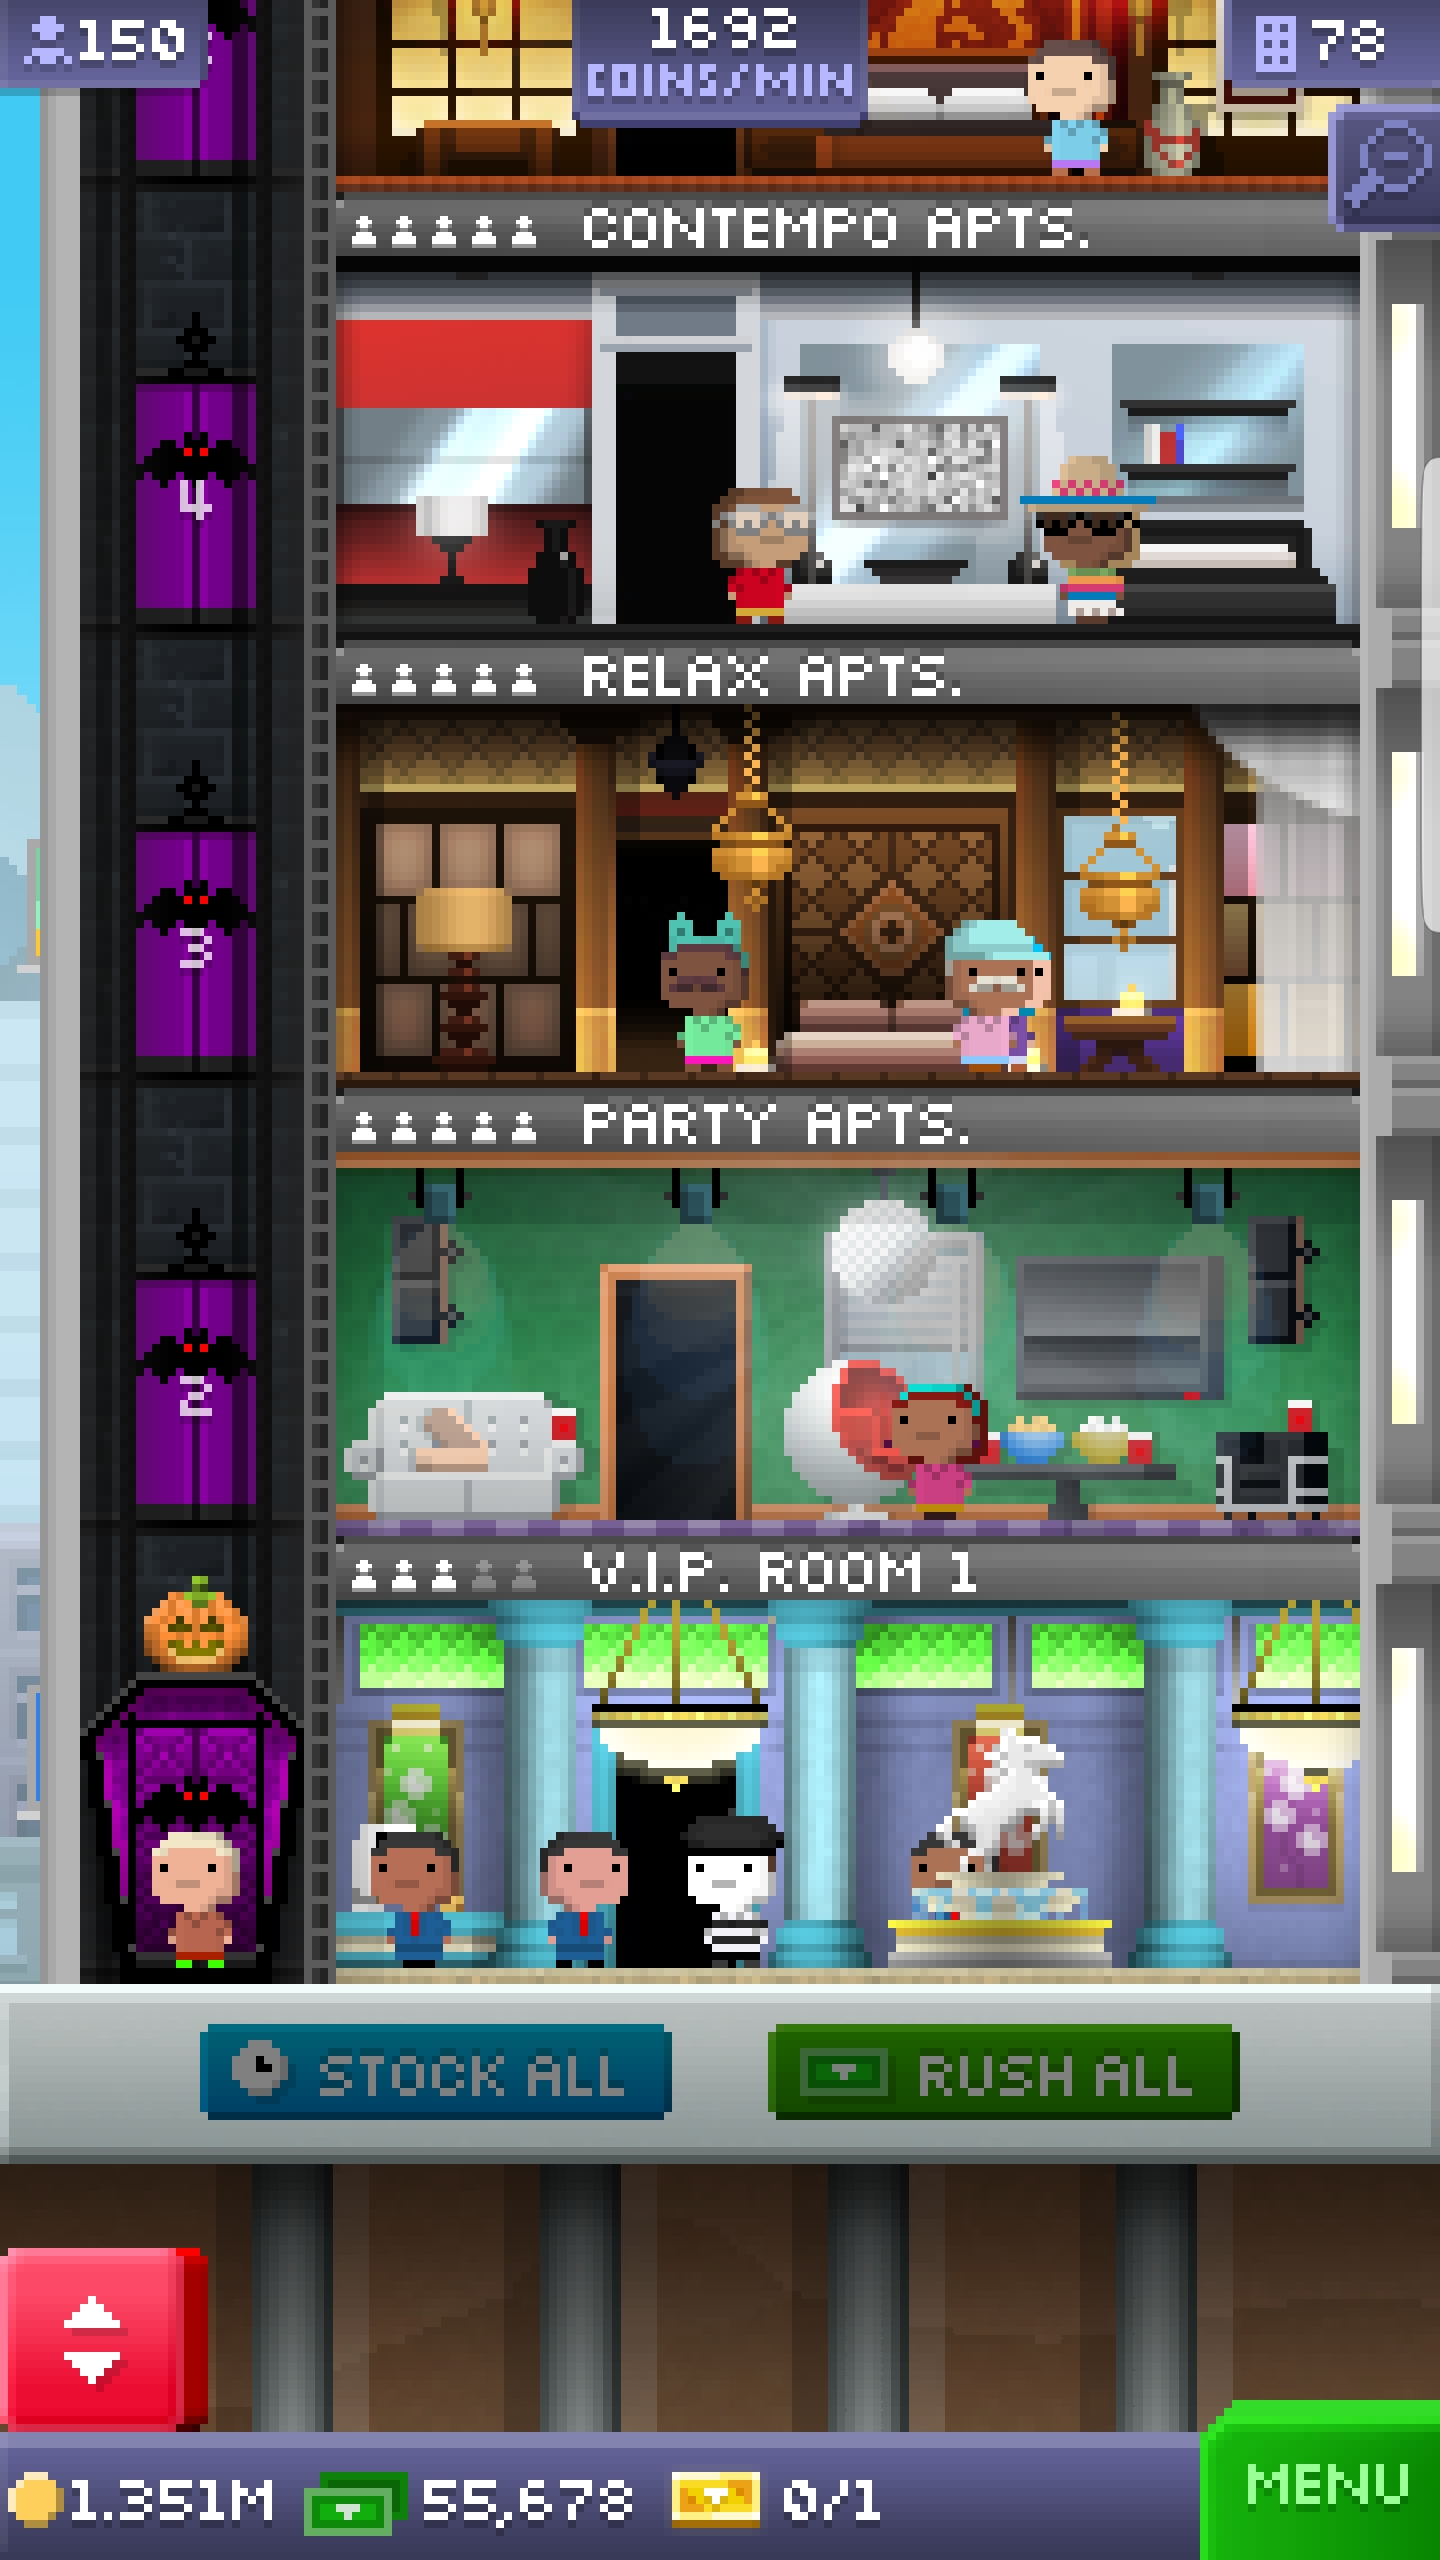 150
1692
COINS/MIN
78
CONTEMPO APTS.
4
RELAX APTS.
3
PARTY APTS.
2
V.I.P. ROOM 1
STOCK ALL
RUSH ALL
1.351M
55,678
0/1
MENU